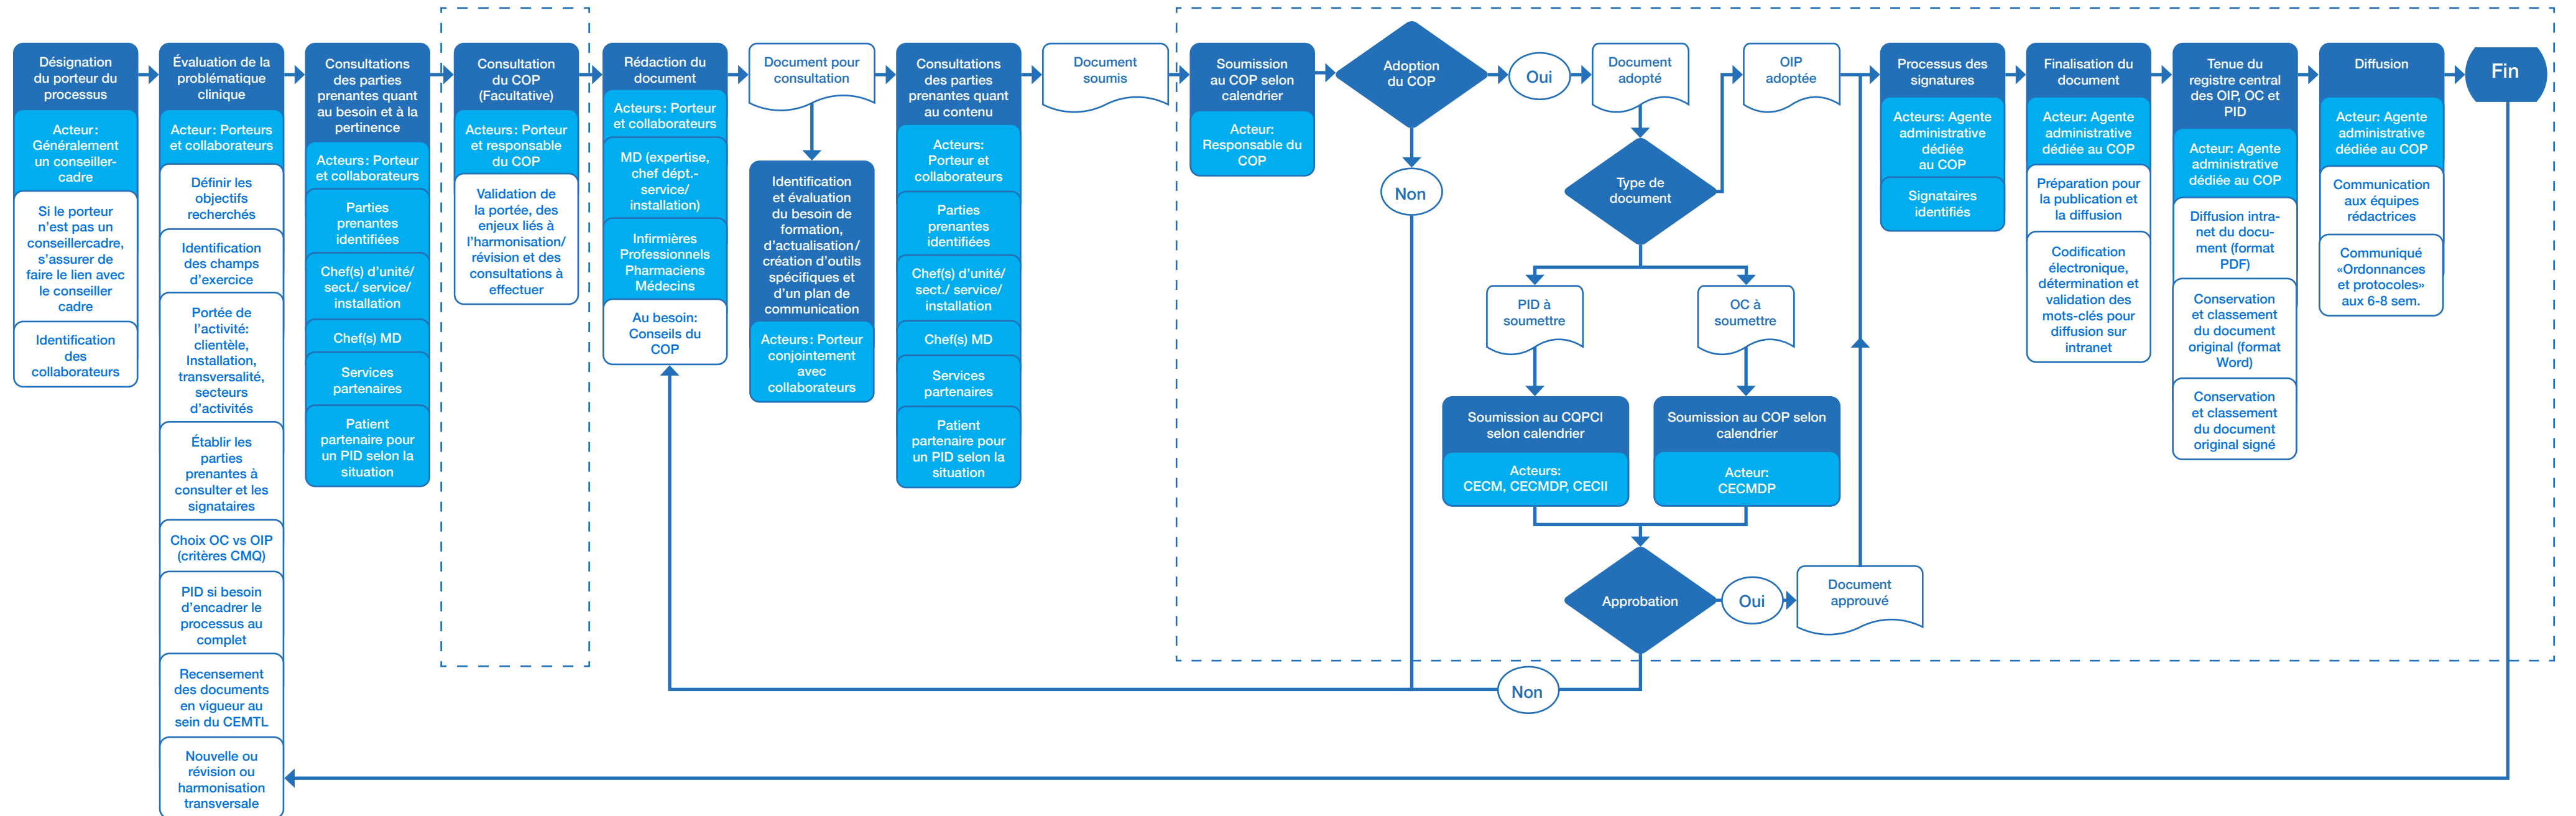 Désignation
du porteur du
processus
Acteur :
Généralement
un conseiller-
cadre
Si le porteur
n'est pas un
conseillercadre,
s'assurer de
faire le lien avec
le conseiller
cadre
Identification
des
collaborateurs
Évaluation de la
problématique
clinique
Acteur : Porteurs
et collaborateurs
Définir les
objectifs
recherchés
Identification
des champs
d'exercice
Portée de
l'activité:
clientèle,
Installation,
transversalité,
secteurs
d'activités
Établir les
parties
prenantes à
consulter et les
signataires
Choix OC vs OIP
(critères CMQ)
PID si besoin
d'encadrer le
processus au
complet
Recensement
des documents
en vigueur au
sein du CEMTL
Nouvelle ou
révision ou
harmonisation
transversale
Consultations
des parties
prenantes quant
au besoin et à la
pertinence
Acteurs : Porteur
et collaborateurs
Parties
prenantes
identifiées
Chef(s) d'unité/
sect./ service/
installation
Chef(s) MD
Services
partenaires
Patient
partenaire pour
un PID selon la
situation
Consultation
du COP
(Facultative)
Acteurs : Porteur
et responsable
du COP
Validation de
la portée, des
enjeux liés à
l'harmonisation/
révision et des
consultations à
effectuer
Rédaction du
document
Acteurs : Porteur
et collaborateurs
MD (expertise,
chef dépt.-
service/
installation)
Infirmières
Professionnels
Pharmaciens
Médecins
Au besoin:
Conseils du
COP
Document pour
consultation
Identification
et évaluation
du besoin de
formation,
d'actualisation/
création d'outils
spécifiques et
d'un plan de
communication
Acteurs : Porteur
conjointement
avec
collaborateurs
Consultations
des parties
prenantes quant
au contenu
Acteurs:
Porteur et
collaborateurs
Parties
prenantes
identifiées
Chef(s) d'unité/
sect./ service/
installation
Chef(s) MD
Services
partenaires
Patient
partenaire pour
un PID selon la
situation
Document
soumis
Soumission
au COP selon
calendrier
Acteur:
Responsable du
COP
Adoption
du COP
Oui
Non
Document
adopté
Type de
document
OIP
adoptée
PID à
soumettre
OC à
soumettre
Soumission au CQPCI
selon calendrier
Acteurs:
CECM, CECMDP, CECII
Soumission au COP selon
calendrier
Acteur:
CECMDP
Approbation
Oui
Document
approuvé
Non
Processus des
signatures
Acteurs: Agente
administrative
dédiée
au COP
Signataires
identifiés
Finalisation du
document
Acteur: Agente
administrative
dédiée au COP
Préparation pour
la publication et
la diffusion
Codification
électronique,
détermination et
validation des
mots-clés pour
diffusion sur
intranet
Tenue du
registre central
des OIP, OC et
PID
Acteur: Agente
administrative
dédiée au COP
Diffusion intra-
net du docu-
ment (format
PDF)
Conservation
et classement
du document
original (format
Word)
Conservation
et classement
du document
original signé
Diffusion
Acteur: Agente
administrative
dédiée au COP
Communication
aux équipes
rédactrices
Communiqué
«Ordonnances
et protocoles»
aux 6-8 sem.
Fin